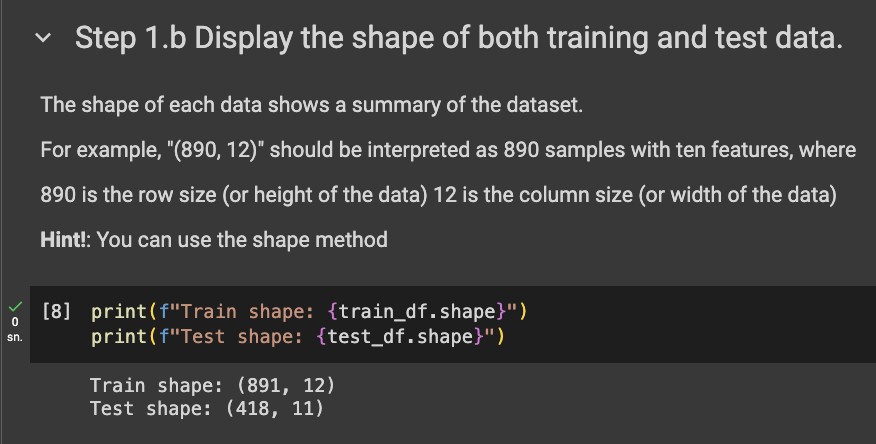 Step 1.b Display the shape of both training and test data.
The shape of each data shows a summary of the dataset.
For example, "(890, 12)" should be interpreted as 890 samples with ten features, where
890 is the row size (or height of the data) 12 is the column size (or width of the data)
Hint!: You can use the shape method
[8] print(f"Train shape: {train_df.shape}")
0 print(f"Test shape: {test_df.shape}")
sn.
Train shape: (891, 12)
Test shape: (418, 11)